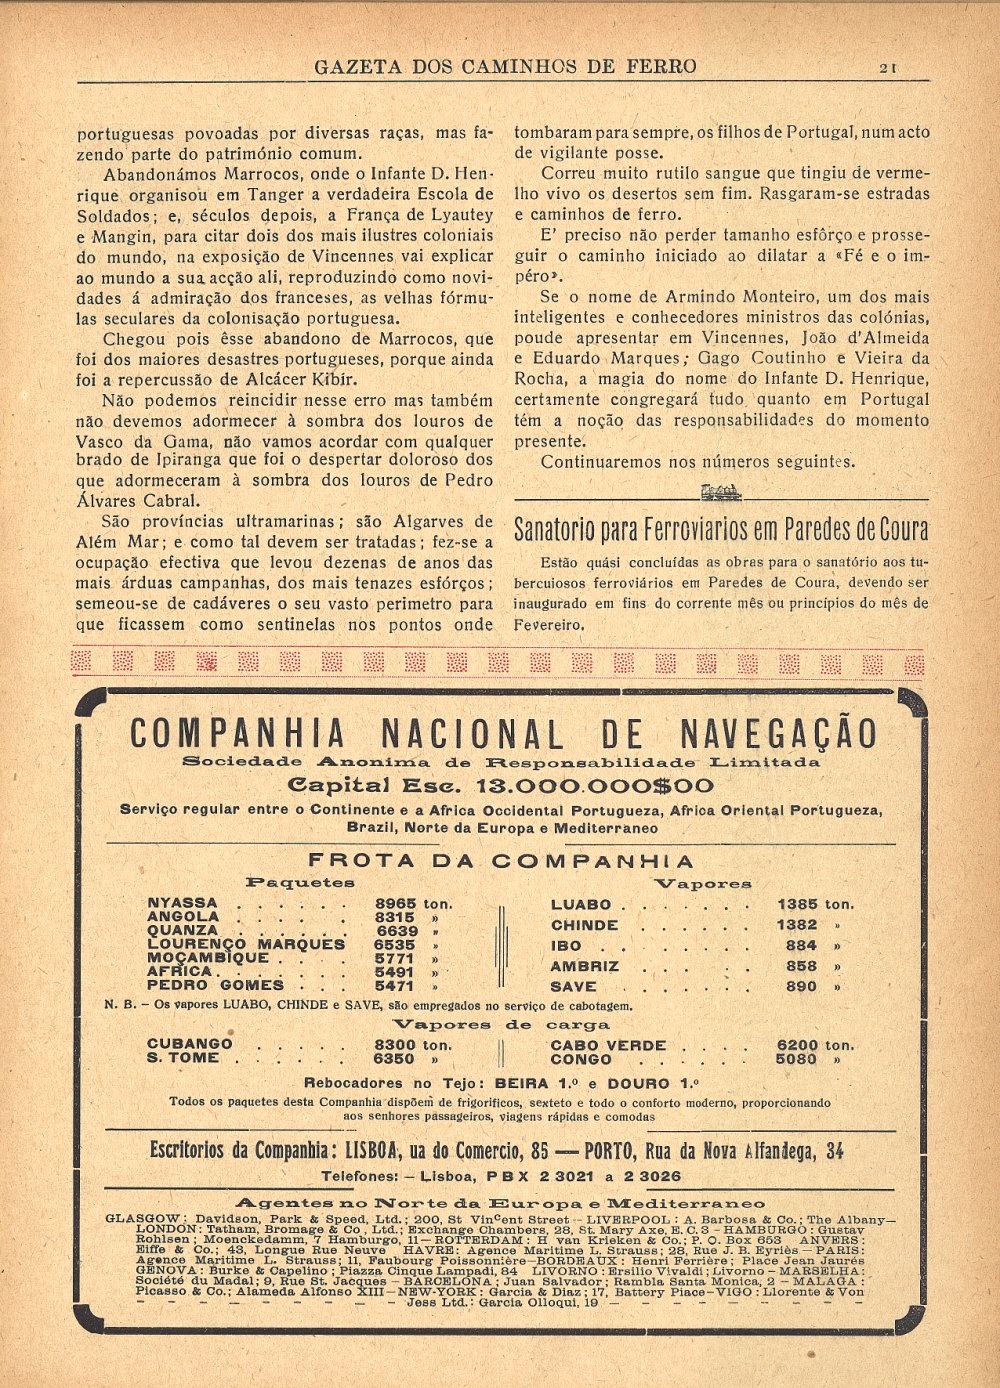 GAZETA DOS CAMINHOS DE FERRO 21
portuguesas povoadas por diversas raças, mas fa-
zendo parte do património comum.
Abandonámos Marrocos, onde o Infante D. Hen-
rique organisou em Tanger a verdadeira Escola de
Soldados; e, séculos depois, a França de Lyautey
e Mangin, para citar dois dos mais ilustres coloniais
do mundo, na exposição de Vincennes vai explicar
ao mundo a sua acção ali, reproduzindo como novi-
dades á admiração dos franceses, as velhas fórmu-
las seculares da colonisação portuguesa.
Chegou pois êsse abandono de Marrocos, que
foi dos maiores desastres portugueses, porque ainda
foi a repercussão de Alcácer Kibir.
Não podemos reincidir nesse erro mas também
não devemos adormecer à sombra dos louros de
Vasco da Gama, não vamos acordar com qualquer
brado de Ipiranga que foi o despertar doloroso dos
que adormeceram à sombra dos louros de Pedro
Álvares Cabral.
São províncias ultramarinas; são Algarves de
Além Mar; e como tal devem ser tratadas; fez-se a
ocupação efectiva que levou dezenas de anos das
mais árduas campanhas, dos mais tenazes esfórços;
semeou-se de cadáveres o seu vasto perimetro para
que ficassem como sentinelas nos pontos onde
tombaram para sempre, os filhos de Portugal, num acto
de vigilante posse.
Correu muito rutilo sangue que tingiu de verme-
lho vivo os desertos sem fim. Rasgaram-se estradas
e caminhos de ferro.
E' preciso não perder tamanho esfôrço e prosse-
guir o caminho iniciado ao dilatar a «Fé e o im-
péro».
Se o nome de Armindo Monteiro, um dos mais
inteligentes e conhecedores ministros das colónias,
poude apresentar em Vincennes, João d'Almeida
e Eduardo Marques; Gago Coutinho e Vieira da
Rocha, a magia do nome do Infante D. Henrique,
certamente congregará tudo quanto em Portugal
têm a noção das responsabilidades do momento
presente.
Continuaremos nos números seguintes.
Sanatorio para Ferroviarios em Paredes de Coura
Estão quási concluídas as obras para o sanatório aos tu-
berculosos ferroviários em Paredes de Coura, devendo ser
inaugurado em fins do corrente mês ou princípios do mês de
Fevereiro.
COMPANHIA NACIONAL DE NAVEGAÇÃO
Sociedade Anonima de Responsabilidade Limitada
Capital Esc. 13.000.000$00
Serviço regular entre o Continente e a Africa Occidental Portugueza, Africa Oriental Portugueza,
Brazil, Norte da Europa e Mediterraneo
FROTA DA COMPANHIA
Paquetes
NYASSA . . . . . . 8965 ton.
ANGOLA . . . . . . 8315 »
QUANZA . . . . . . 6639 »
LOURENÇO MARQUES 6535 »
MOÇAMBIQUE . . . . 5771 »
AFRICA . . . . . . 5491 »
PEDRO GOMES . . . 5471 »
Vapores
LUABO . . . . . . . 1385 ton.
CHINDE . . . . . . 1382 »
IBO . . . . . . . 884 »
AMBRIZ . . . . . . 858 »
SAVE . . . . . . 890 »
N. B. – Os vapores LUABO, CHINDE e SAVE, são empregados no serviço de cabotagem.
Vapores de carga
CUBANGO . . . . . 8300 ton.
S. TOME . . . . . 6350 »
CABO VERDE . . . . 6200 ton.
CONGO . . . . . . 5080 »
Rebocadores no Tejo: BEIRA 1.º e DOURO 1.º
Todos os paquetes desta Companhia dispõem de frigorificos, sexteto e todo o conforto moderno, proporcionando
aos senhores passageiros, viagens rápidas e comodas
Escritorios da Companhia: LISBOA, ua do Comercio, 85 — PORTO, Rua da Nova Alfandega, 34
Telefones: – Lisboa, P B X 2 3021 a 2 3026
Agentes no Norte da Europa e Mediterraneo
GLASGOW: Davidson, Park & Speed, Ltd.; 200, St Vincent Street – LIVERPOOL: A. Barbosa & Co.; The Albany—
LONDON: Tatham, Bromage & Co, Ltd.; Exchange Chambers, 28, St. Mary Axe, E. C. 3 – HAMBURGO: Gustav
Rohlsen; Moenckedamm, 7 Hamburgo, 11 — ROTTERDAM: H van Krieken & Co.; P. O. Box 653 ANVERS:
Eiffe & Co.; 43, Longue Rue Neuve HAVRE: Agence Maritime L. Strauss; 28, Rue J. B. Eyriès — PARIS:
Agence Maritime L. Strauss; 11, Faubourg Poissonnière—BORDEAUX: Henri Ferrière; Place Jean Jaurés
GENOVA: Burke & Capelino; Piazza Cinque Lampadi, 84 LIVORNO: Ersilio Vivaldi; Livorno – MARSELHA:
Société du Madal; 9, Rue St. Jacques – BARCELONA; Juan Salvador; Rambla Santa Monica, 2 – MALAGA:
Picasso & Co.; Alameda Alfonso XIII—NEW-YORK: Garcia & Diaz; 17, Battery Place—VIGO: Llorente & Von
Jess Ltd.: Garcia Olloqui, 19